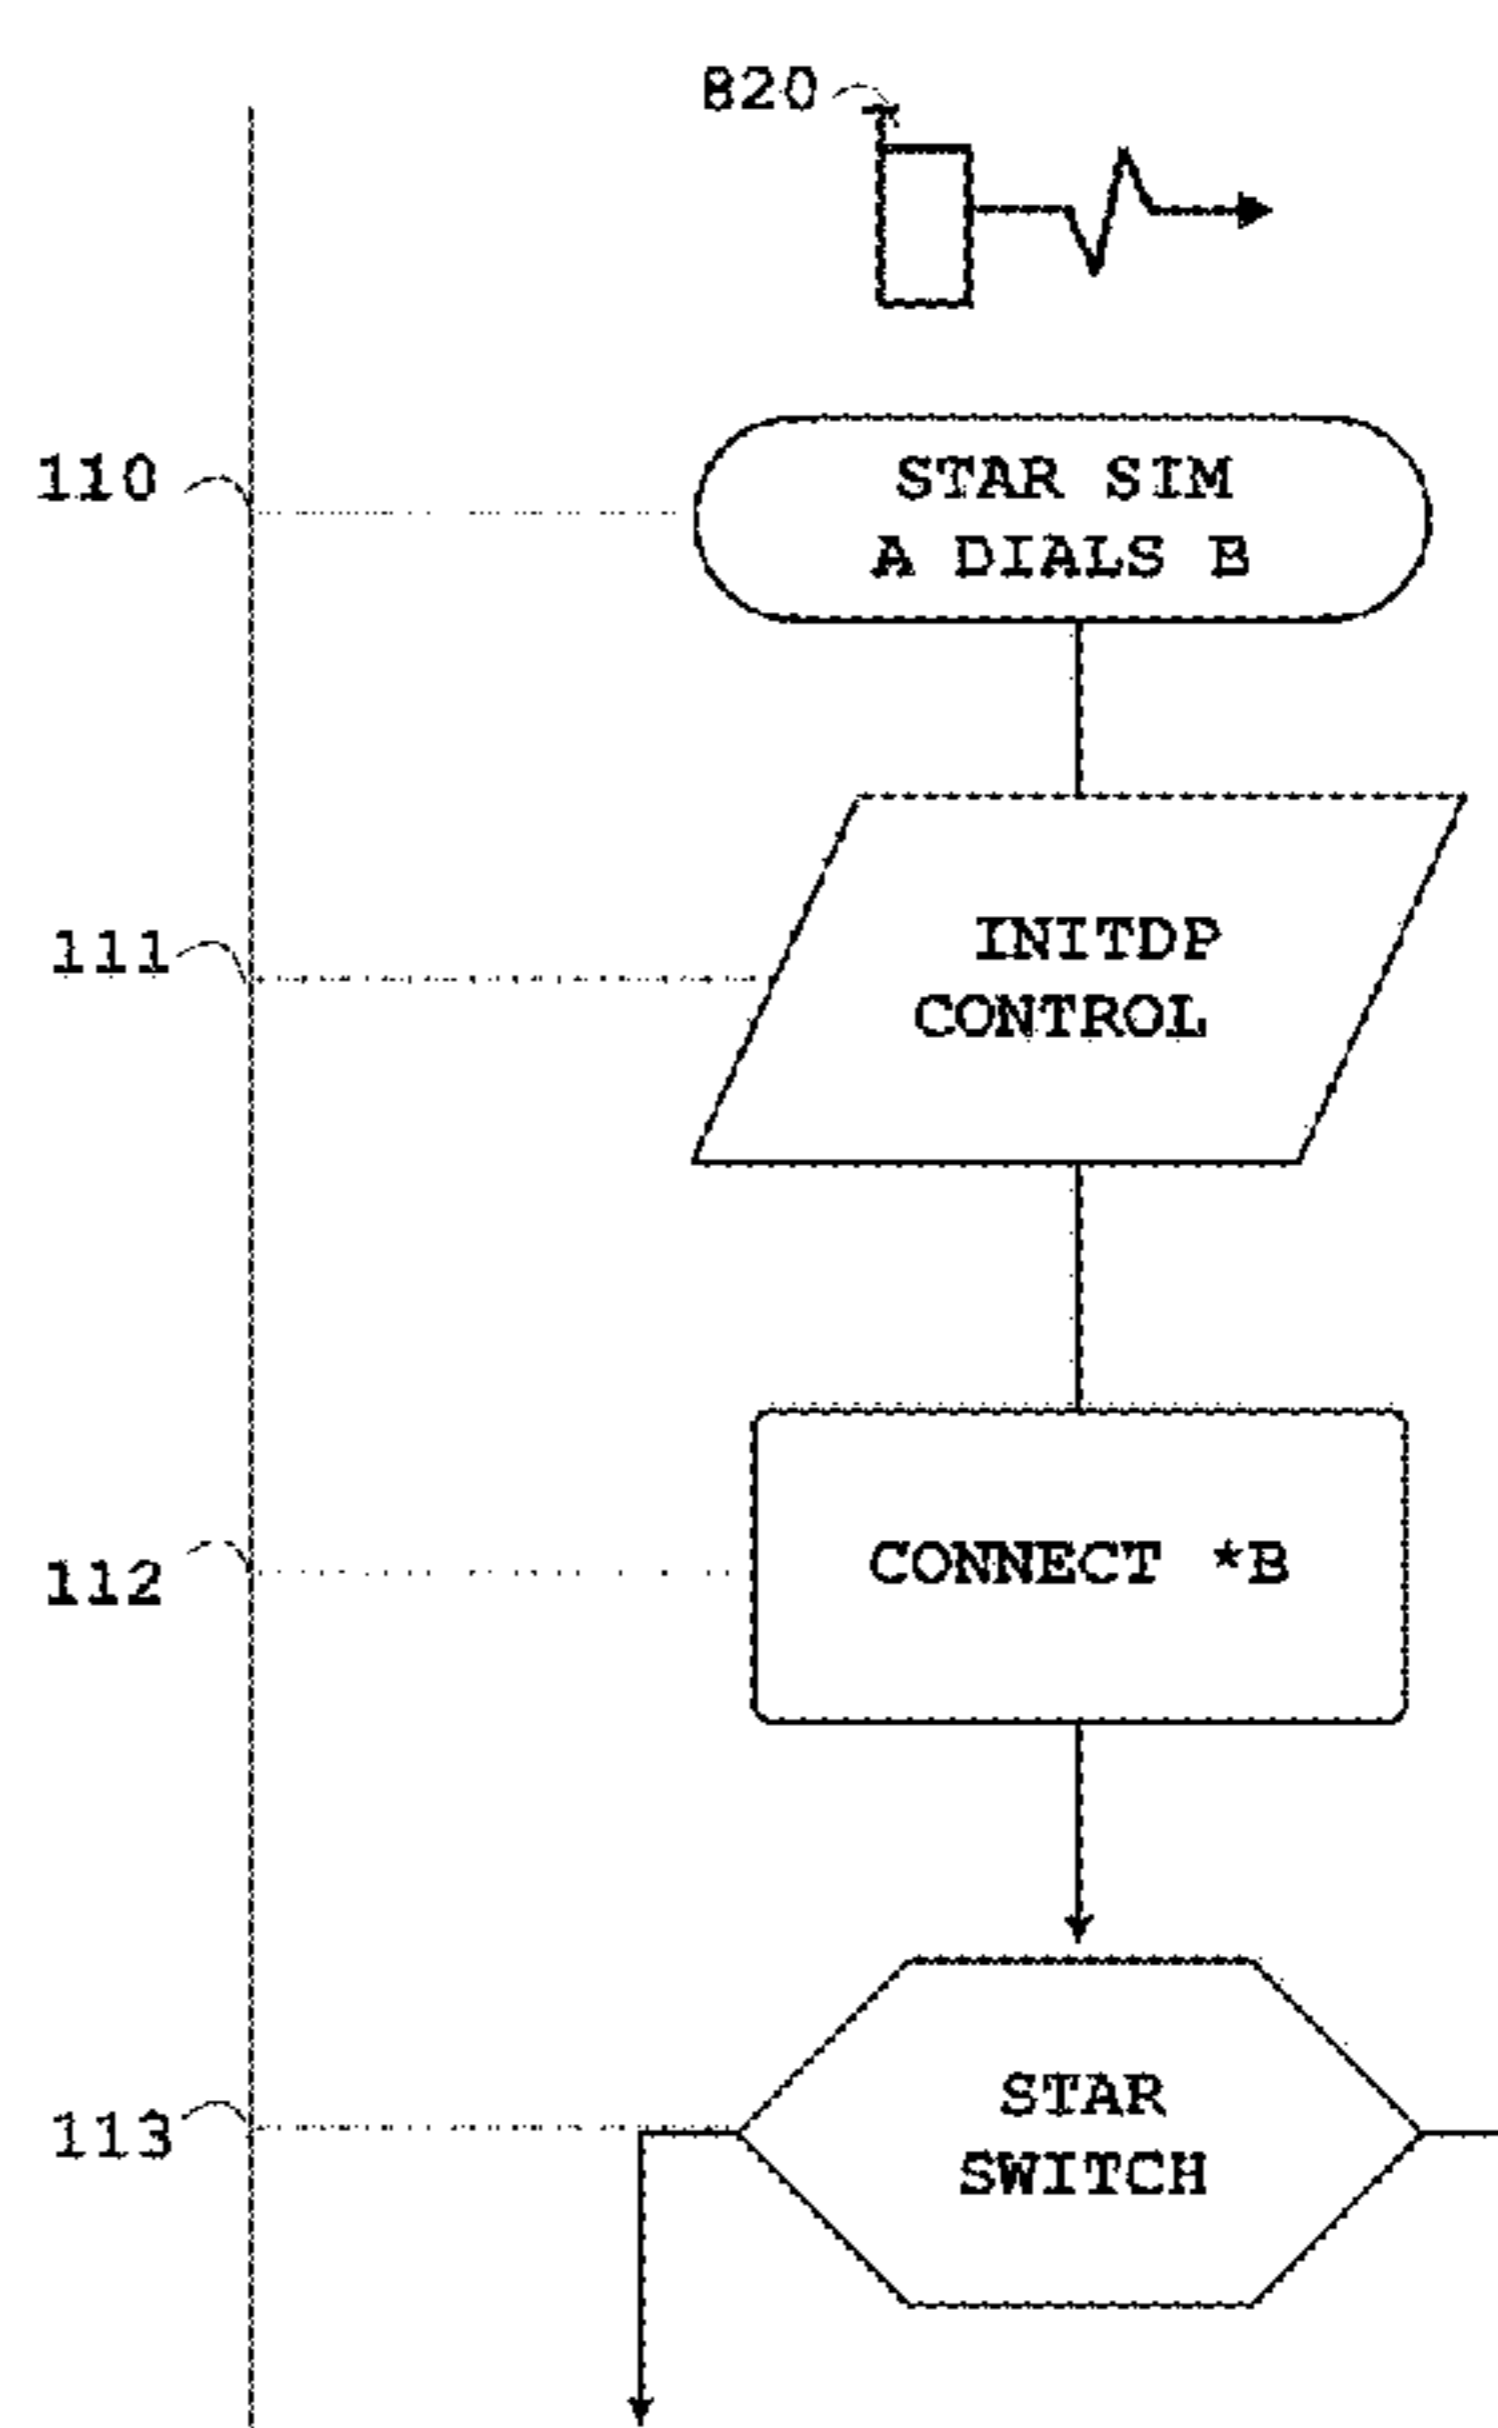 820
110
STAR SIM
A DIALS B
111
INITDP
CONTROL
112
CONNECT *B
113
STAR
SWITCH